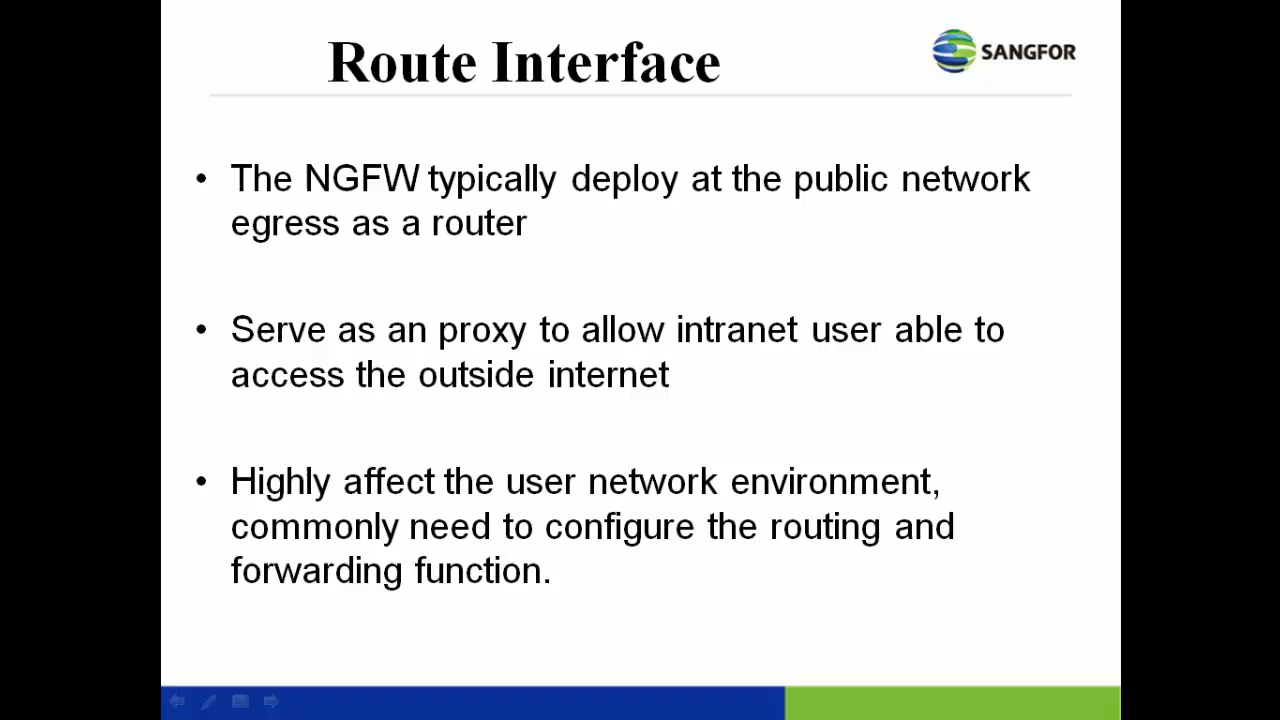 Route Interface
SANGFOR
• The NGFW typically deploy at the public network
egress as a router
• Serve as an proxy to allow intranet user able to
access the outside internet
• Highly affect the user network environment,
commonly need to configure the routing and
forwarding function.